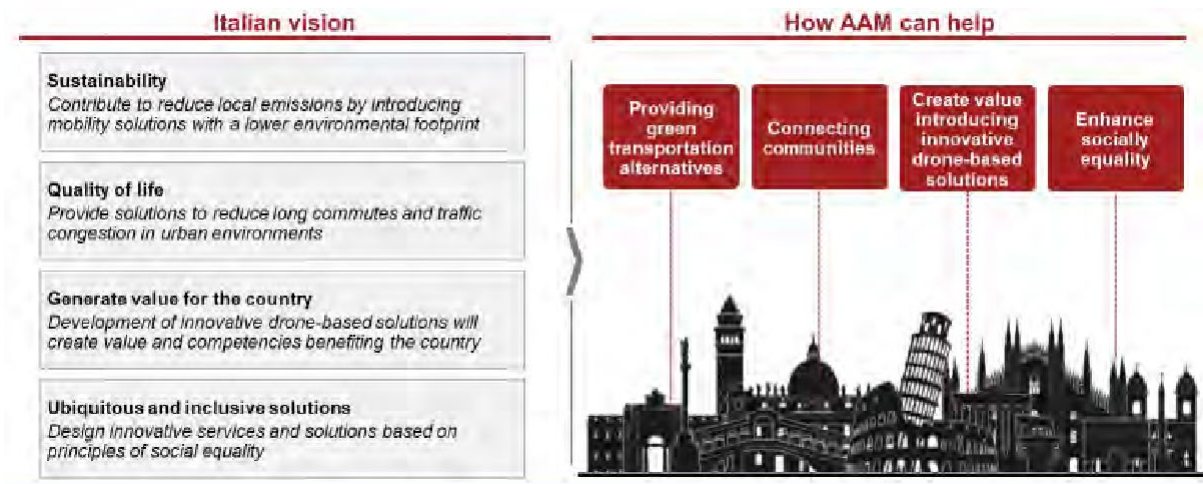 Italian vision
Sustainability
Contribute to reduce local emissions by introducing
mobility solutions with a lower environmental footprint
Quality of life
Provide solutions to reduce long commutes and traffic
congestion in urban environments
Generate value for the country
Development of innovative drone-based solutions will
create value and competencies benefiting the country
Ubiquitous and inclusive solutions
Design innovative services and solutions based on
principles of social equality
How AAM can help
Providing
green
transportation
alternatives
Connecting
communities
Create value
introducing
innovative
drone-based
solutions
Enhance
socially
equality